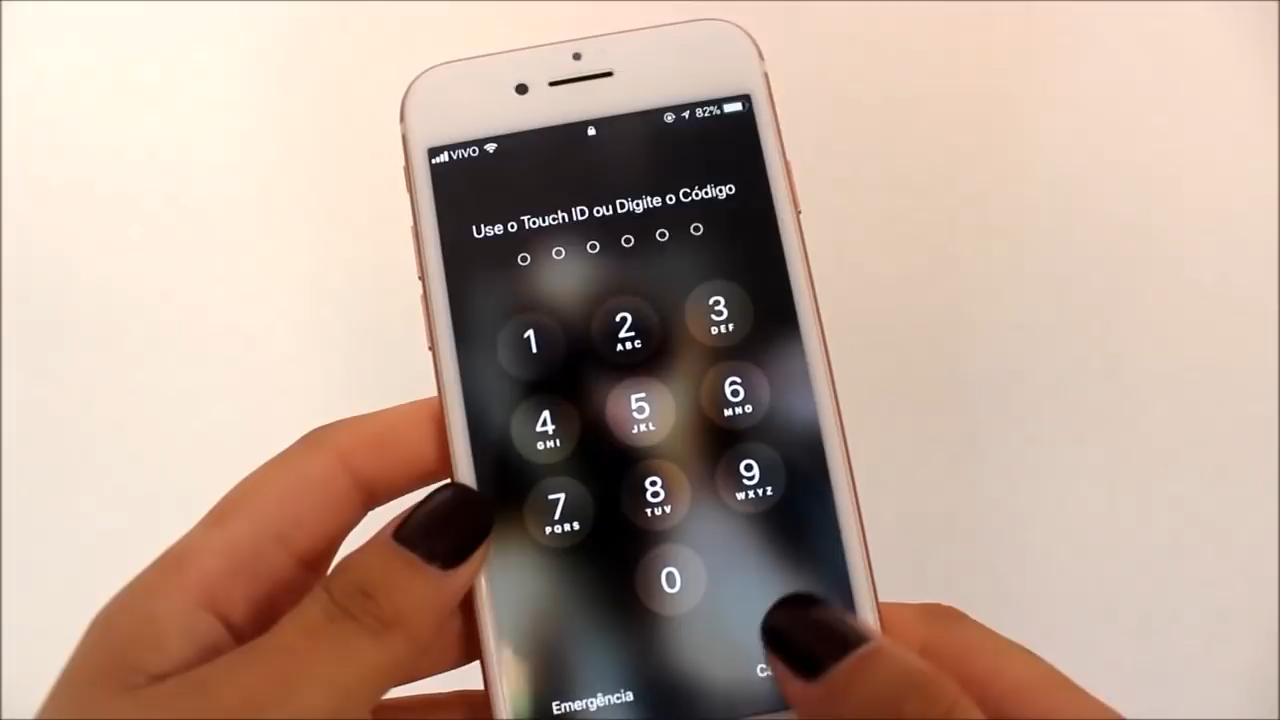 VIVO 82%
Use o Touch ID ou Digite o Código
1 2 3
ABC DEF
4 5 6
GHI JKL MNO
7 8 9
PQRS TUV WXYZ
0
Emergência